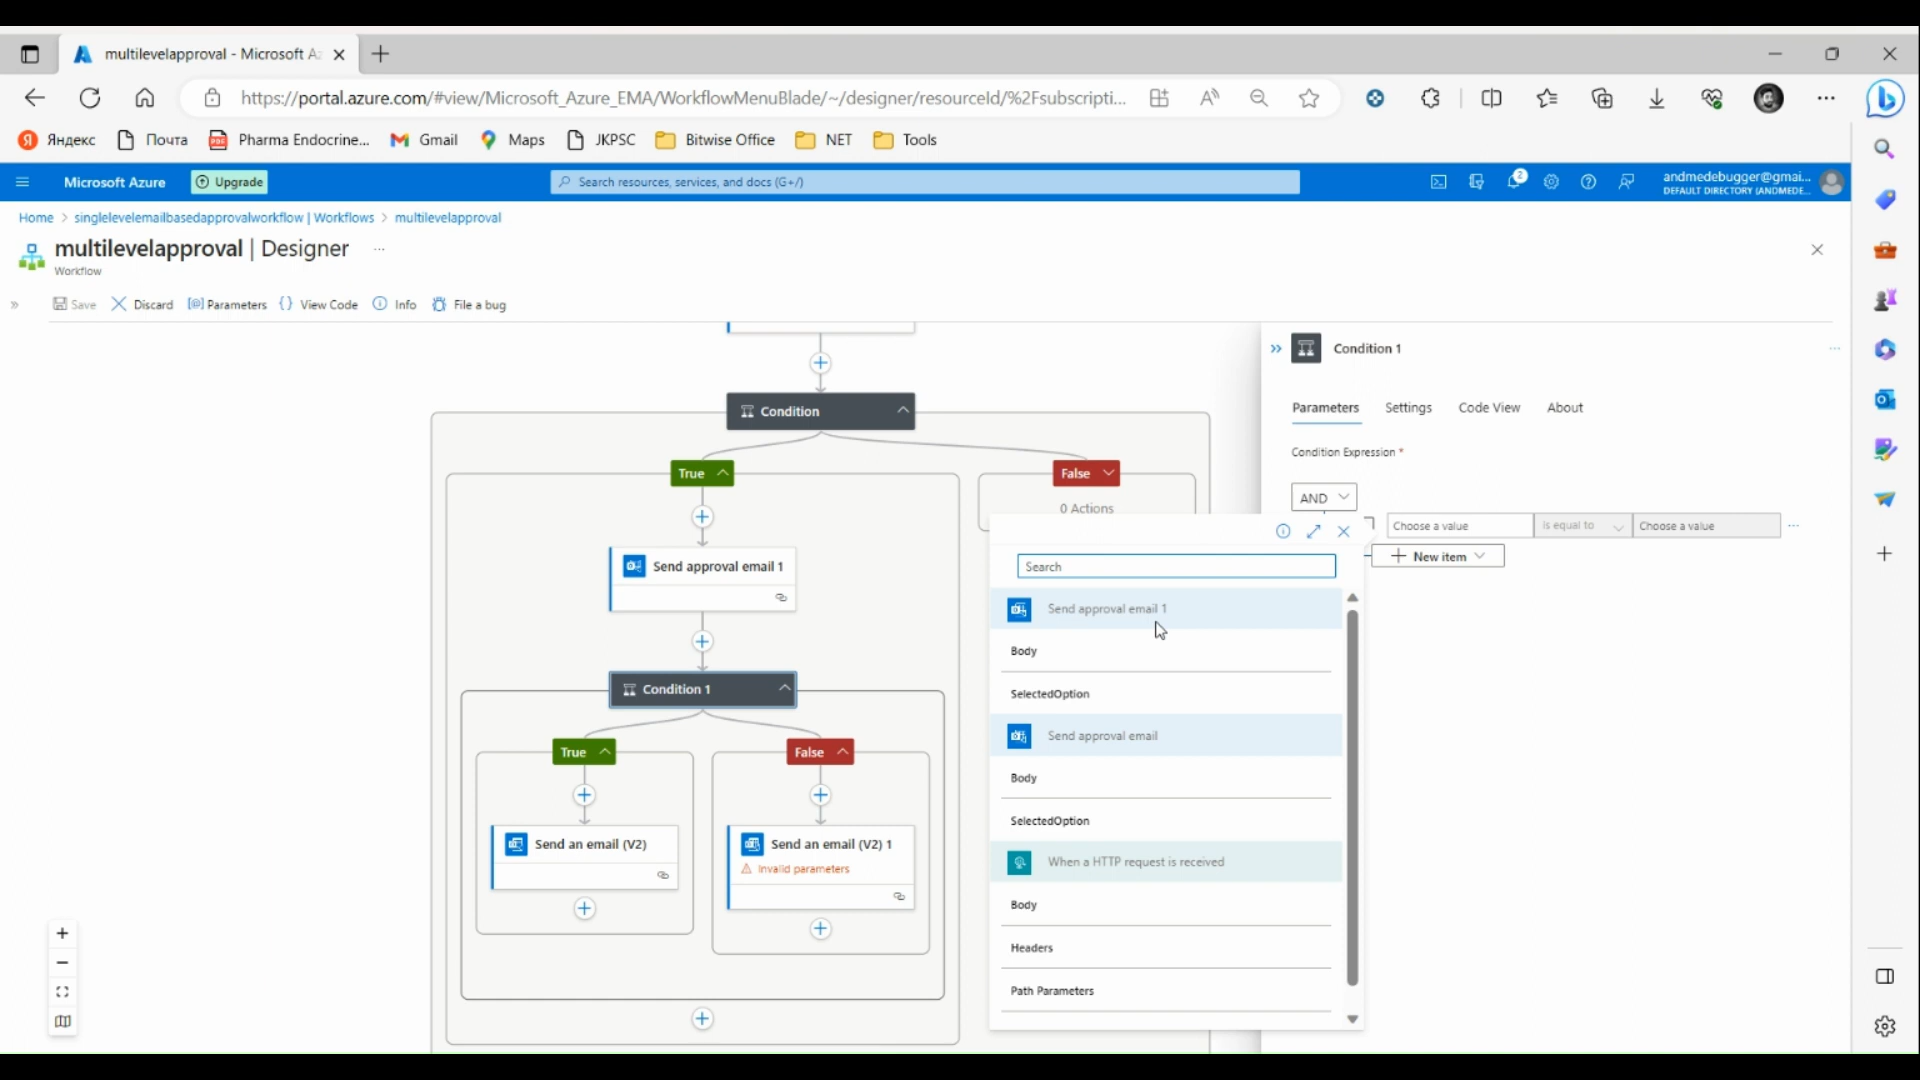 multilevelapproval - Microsoft Az
https://portal.azure.com/#view/Microsoft_Azure_EMA/WorkflowMenuBlade/~/designer/resourceId/%2Fsubscripti...
Яндекс
Почта
Pharma Endocrine...
Gmail
Maps
JKPSC
Bitwise Office
NET
Tools
Microsoft Azure
Upgrade
Search resources, services, and docs (G+/)
2
andmedebugger@gmai...
DEFAULT DIRECTORY (ANDMEDE...
Home > singlelevelemailbasedapprovalworkflow | Workflows > multilevelapproval
multilevelapproval | Designer ...
Workflow
Save
Discard
Parameters
View Code
Info
File a bug
Condition
True
False
0 Actions
Send approval email 1
Condition 1
True
False
Send an email (V2)
Send an email (V2) 1
Invalid parameters
Search
Send approval email 1
Body
SelectedOption
Send approval email
Body
SelectedOption
When a HTTP request is received
Body
Headers
Path Parameters
Condition 1
Parameters
Settings
Code View
About
Condition Expression *
AND
Choose a value
is equal to
Choose a value
New item